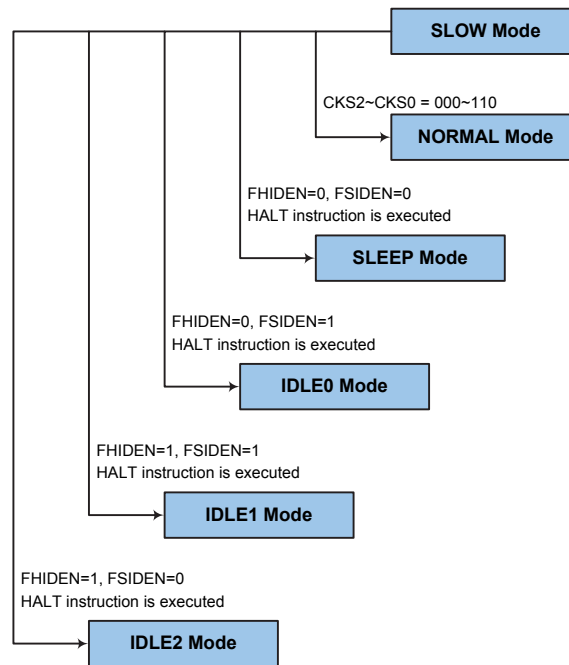 SLOW Mode
CKS2~CKS0 = 000~110
NORMAL Mode
FHIDEN=0, FSIDEN=0
HALT instruction is executed
SLEEP Mode
FHIDEN=0, FSIDEN=1
HALT instruction is executed
IDLE0 Mode
FHIDEN=1, FSIDEN=1
HALT instruction is executed
IDLE1 Mode
FHIDEN=1, FSIDEN=0
HALT instruction is executed
IDLE2 Mode